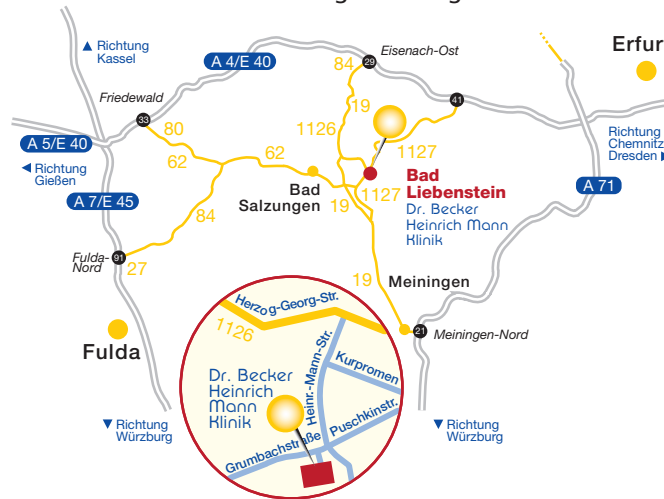 Richtung
Kassel
A 4/E 40
84
29
Eisenach-Ost
Erfur
Friedewald
33
80
19
1126
41
A 5/E 40
Richtung
Gießen
62
62
1127
Richtung
Chemnitz
Dresden
A 7/E 45
Bad
Salzungen
1127
19
Bad
Liebenstein
Dr. Becker
Heinrich Mann
Klinik
A 71
84
Fulda-
Nord
91
27
19
Meiningen
21
Meiningen-Nord
Fulda
Herzog-Georg-Str.
1126
Heinr.-Mann-Str.
Kurpromen
Dr. Becker
Heinrich
Mann
Klinik
Puschkinstr.
Grumbachstraße
Richtung
Würzburg
Richtung
Würzburg